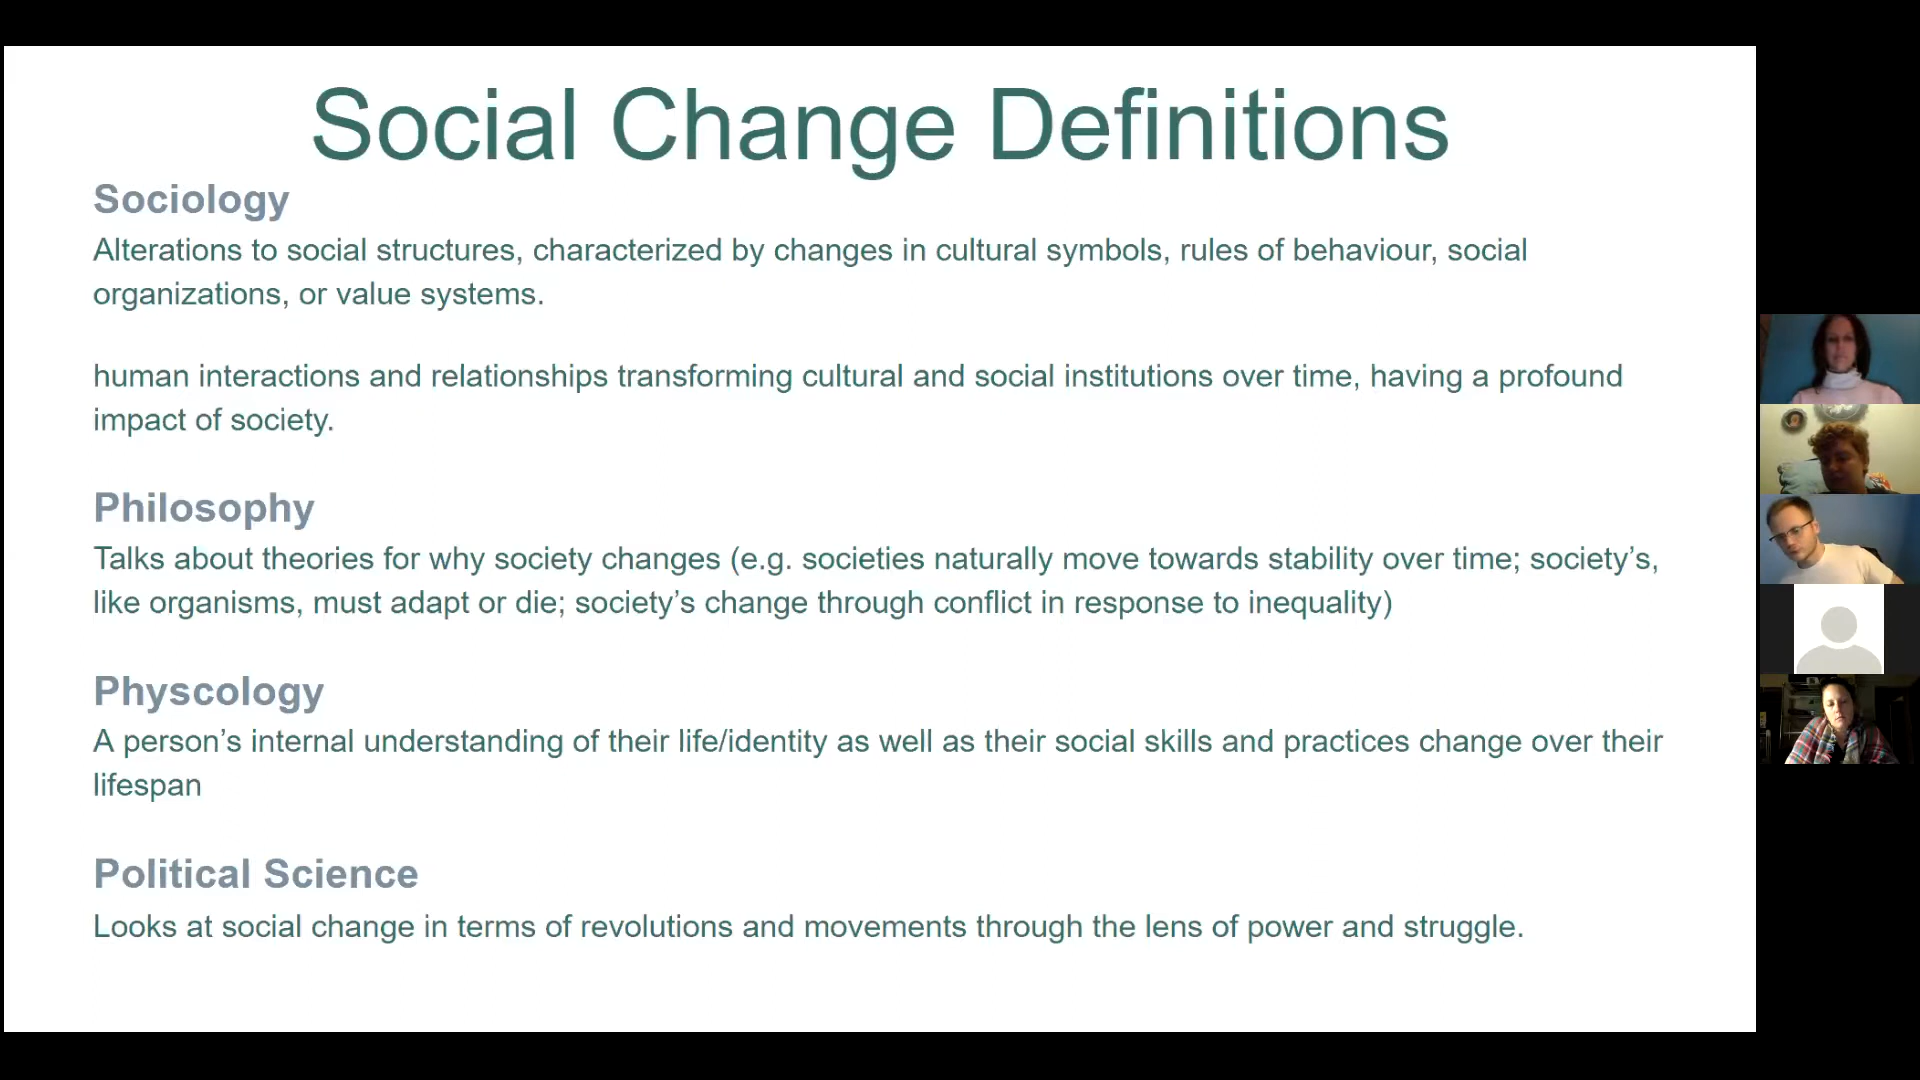 Social Change Definitions
Sociology
Alterations to social structures, characterized by changes in cultural symbols, rules of behaviour, social
organizations, or value systems.
human interactions and relationships transforming cultural and social institutions over time, having a profound
impact of society.
Philosophy
Talks about theories for why society changes (e.g. societies naturally move towards stability over time; society’s,
like organisms, must adapt or die; society’s change through conflict in response to inequality)
Physcology
A person’s internal understanding of their life/identity as well as their social skills and practices change over their
lifespan
Political Science
Looks at social change in terms of revolutions and movements through the lens of power and struggle.